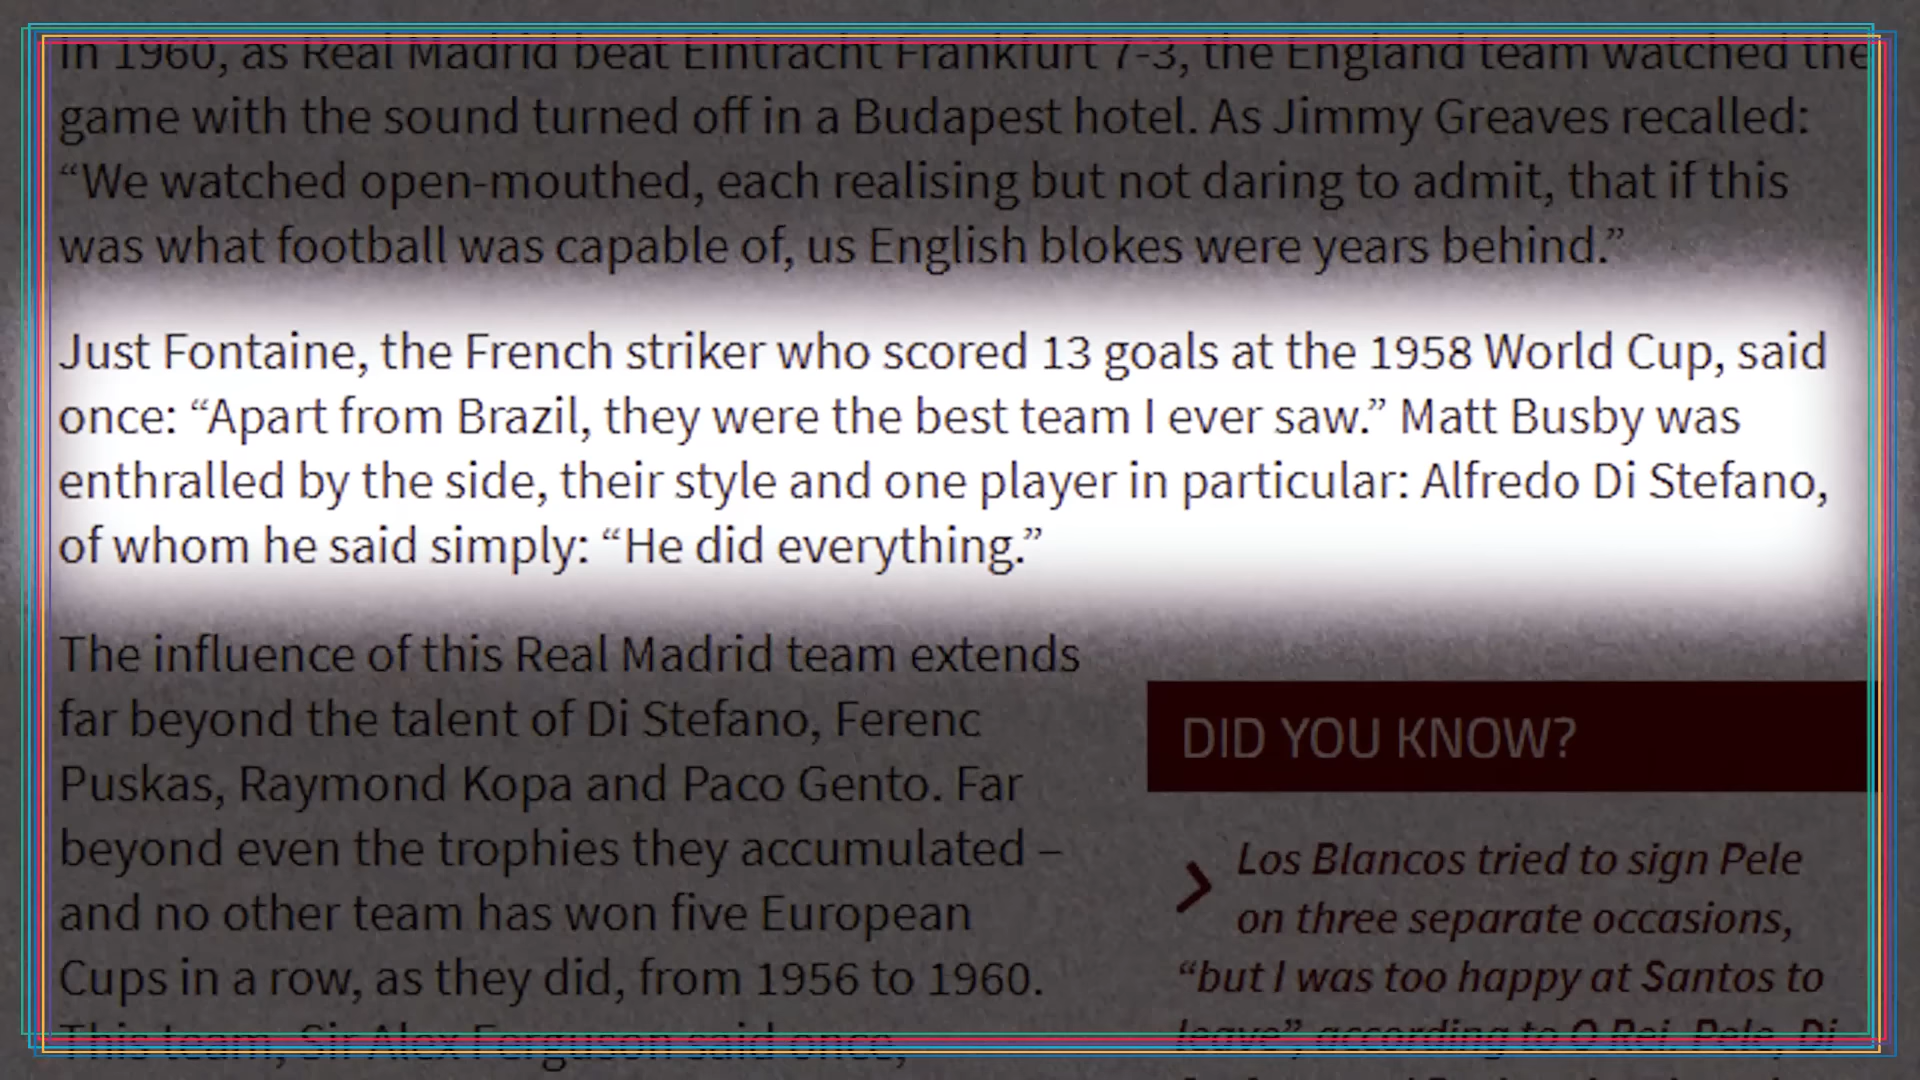 In 1960, as Real Madrid beat Eintracht Frankfurt 7-3, the England team watched the
game with the sound turned off in a Budapest hotel. As Jimmy Greaves recalled:
“We watched open-mouthed, each realising but not daring to admit, that if this
was what football was capable of, us English blokes were years behind.”
Just Fontaine, the French striker who scored 13 goals at the 1958 World Cup, said
once: “Apart from Brazil, they were the best team I ever saw.” Matt Busby was
enthralled by the side, their style and one player in particular: Alfredo Di Stefano,
of whom he said simply: “He did everything.”
The influence of this Real Madrid team extends
far beyond the talent of Di Stefano, Ferenc
Puskas, Raymond Kopa and Paco Gento. Far
beyond even the trophies they accumulated –
and no other team has won five European
Cups in a row, as they did, from 1956 to 1960.
This team, Sir Alex Ferguson said once,
DID YOU KNOW?
Los Blancos tried to sign Pele
on three separate occasions,
“but I was too happy at Santos to
leave”, according to O Rei. Pele, Di